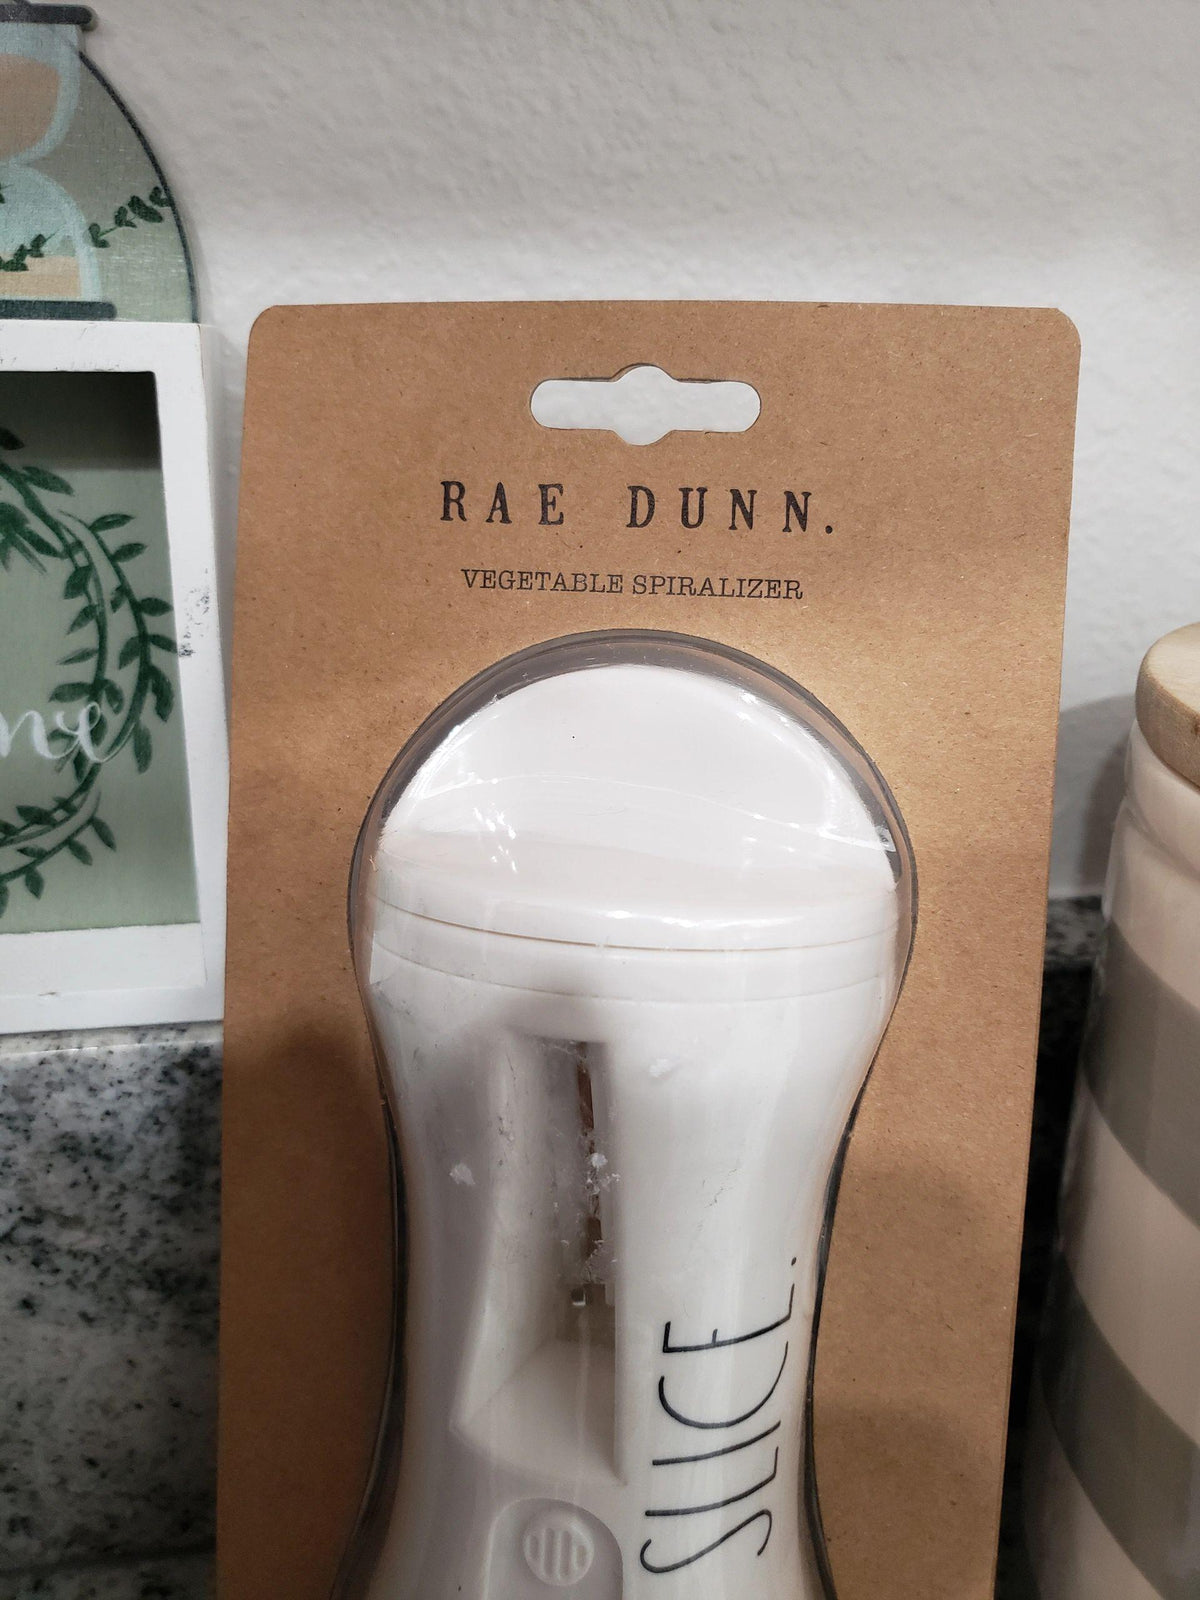 RAE DUNN.
VEGETABLE SPIRALIZER
SLICE.